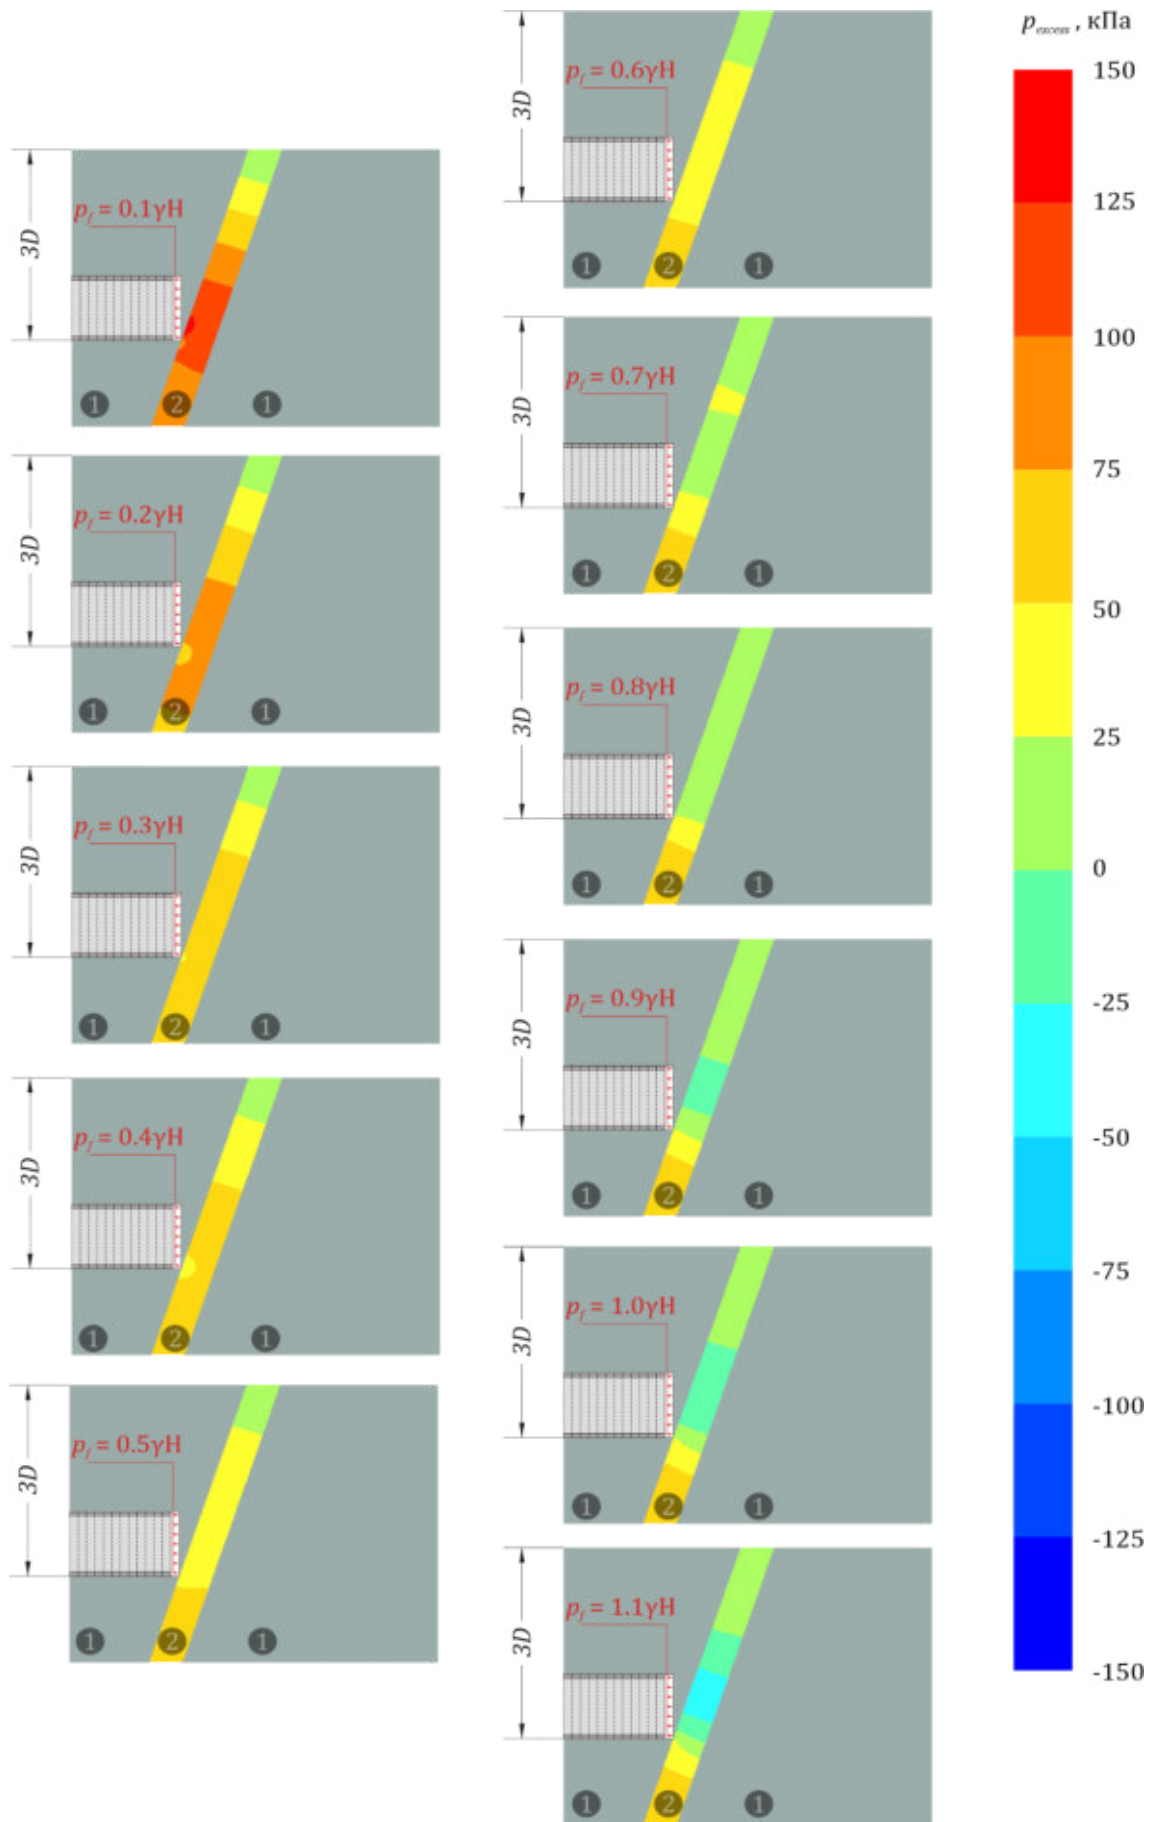 3D
p_f = 0.1γH
1 2 1
3D
p_f = 0.2γH
1 2 1
3D
p_f = 0.3γH
1 2 1
3D
p_f = 0.4γH
1 2 1
3D
p_f = 0.5γH
1 2 1
3D
p_f = 0.6γH
1 2 1
3D
p_f = 0.7γH
1 2 1
3D
p_f = 0.8γH
1 2 1
3D
p_f = 0.9γH
1 2 1
3D
p_f = 1.0γH
1 2 1
3D
p_f = 1.1γH
1 2 1
p_excess , кПа
150
125
100
75
50
25
0
-25
-50
-75
-100
-125
-150